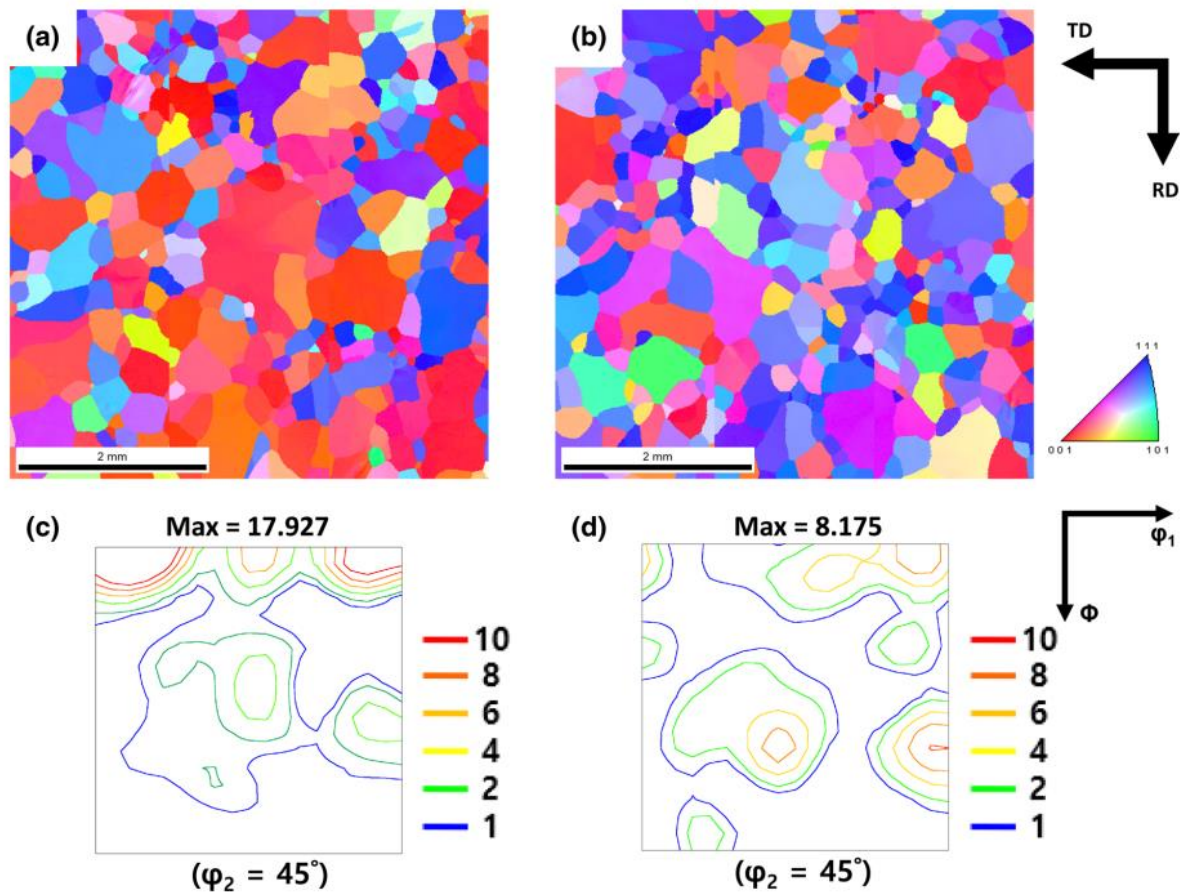 (a)
(b)
TD
RD
1 1 1
0 0 1
1 0 1
2 mm
2 mm
(c)
Max = 17.927
(d)
Max = 8.175
φ₁
Φ
10
8
6
4
2
1
10
8
6
4
2
1
(φ₂ = 45°)
(φ₂ = 45°)